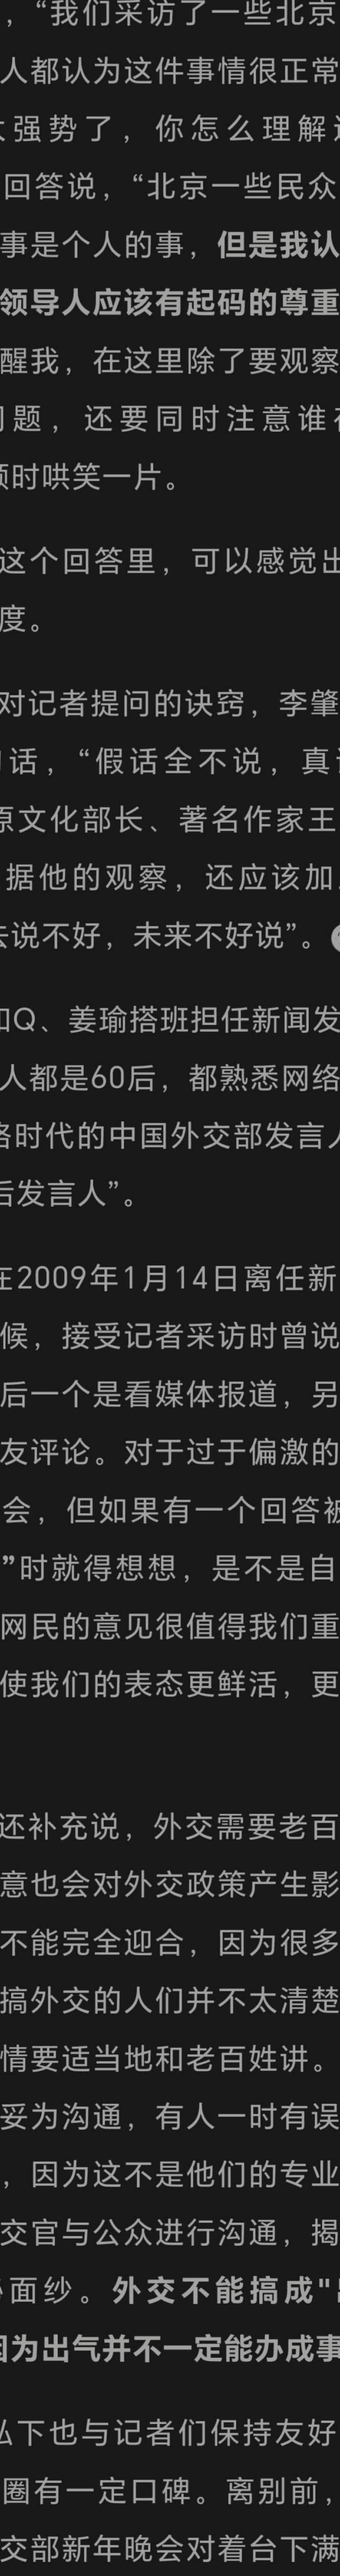 ，“我们采访了一些北京
人都认为这件事情很正常
强势了，你怎么理解
回答说，“北京一些民众
事是个人的事，但是我认
领导人应该有起码的尊重
醒我，在这里除了要观察
题，还要同时注意谁
时哄笑一片。
这个回答里，可以感觉出
度。
对记者提问的诀窍，李肇
话，“假话全不说，真
原文化部长、著名作家王
据他的观察，还应该加
去说不好，未来不好说”。
Q、姜瑜搭班担任新闻发
人都是60后，都熟悉网络
络时代的中国外交部发言人
后发言人”。
在2009年1月14日离任新
候，接受记者采访时曾说
后一个是看媒体报道，另
友评论。对于过于偏激的
会，但如果有一个回答被
”时就得想想，是不是自
网民的意见很值得我们重
使我们的表态更鲜活，更
还补充说，外交需要老百
意也会对外交政策产生影
不能完全迎合，因为很多
搞外交的人们并不太清楚
情要适当地和老百姓讲。
妥为沟通，有人一时有误
，因为这不是他们的专业
交官与公众进行沟通，揭
面纱。外交不能搞成"
因为出气并不一定能办成事
私下也与记者们保持友好
圈有一定口碑。离别前，
交部新年晚会对着台下满